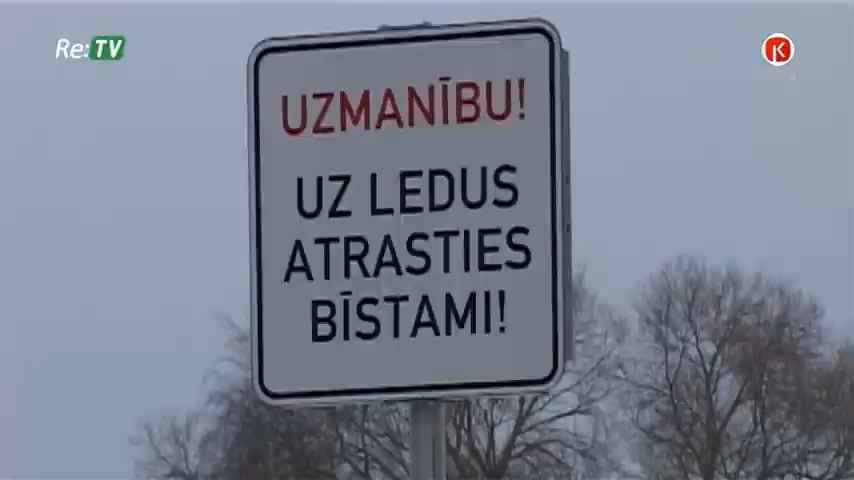 Re:TV
K
UZMANĪBU!
UZ LEDUS
ATRASTIES
BĪSTAMI!